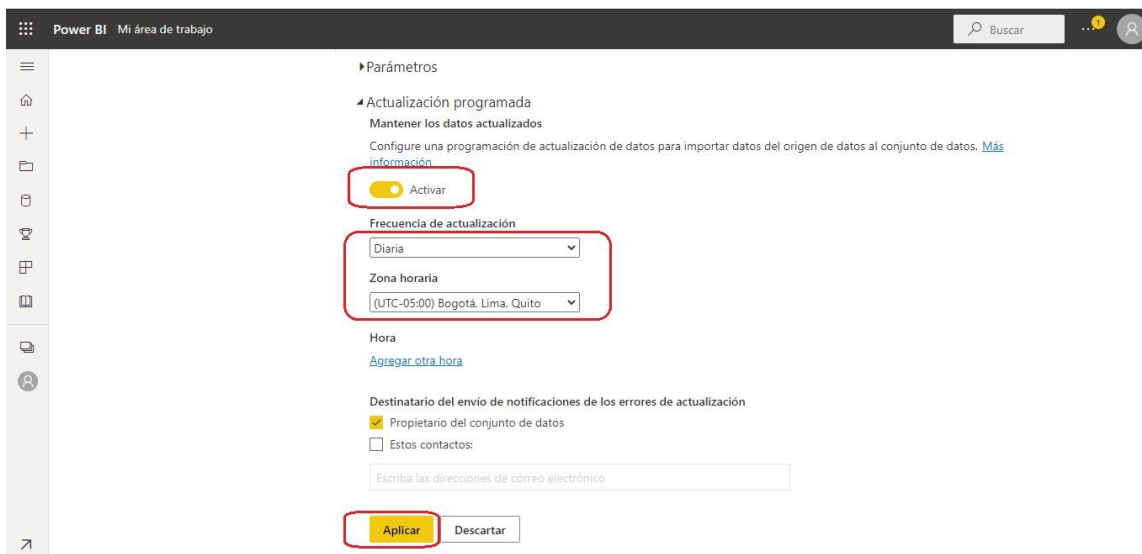 Power BI Mi área de trabajo
Buscar
... 1
Parámetros
Actualización programada
Mantener los datos actualizados
Configure una programación de actualización de datos para importar datos del origen de datos al conjunto de datos. Más
información
Activar
Frecuencia de actualización
Diaria
Zona horaria
(UTC-05:00) Bogotá, Lima, Quito
Hora
Agregar otra hora
Destinatario del envío de notificaciones de los errores de actualización
Propietario del conjunto de datos
Estos contactos:
Escriba las direcciones de correo electrónico
Aplicar Descartar